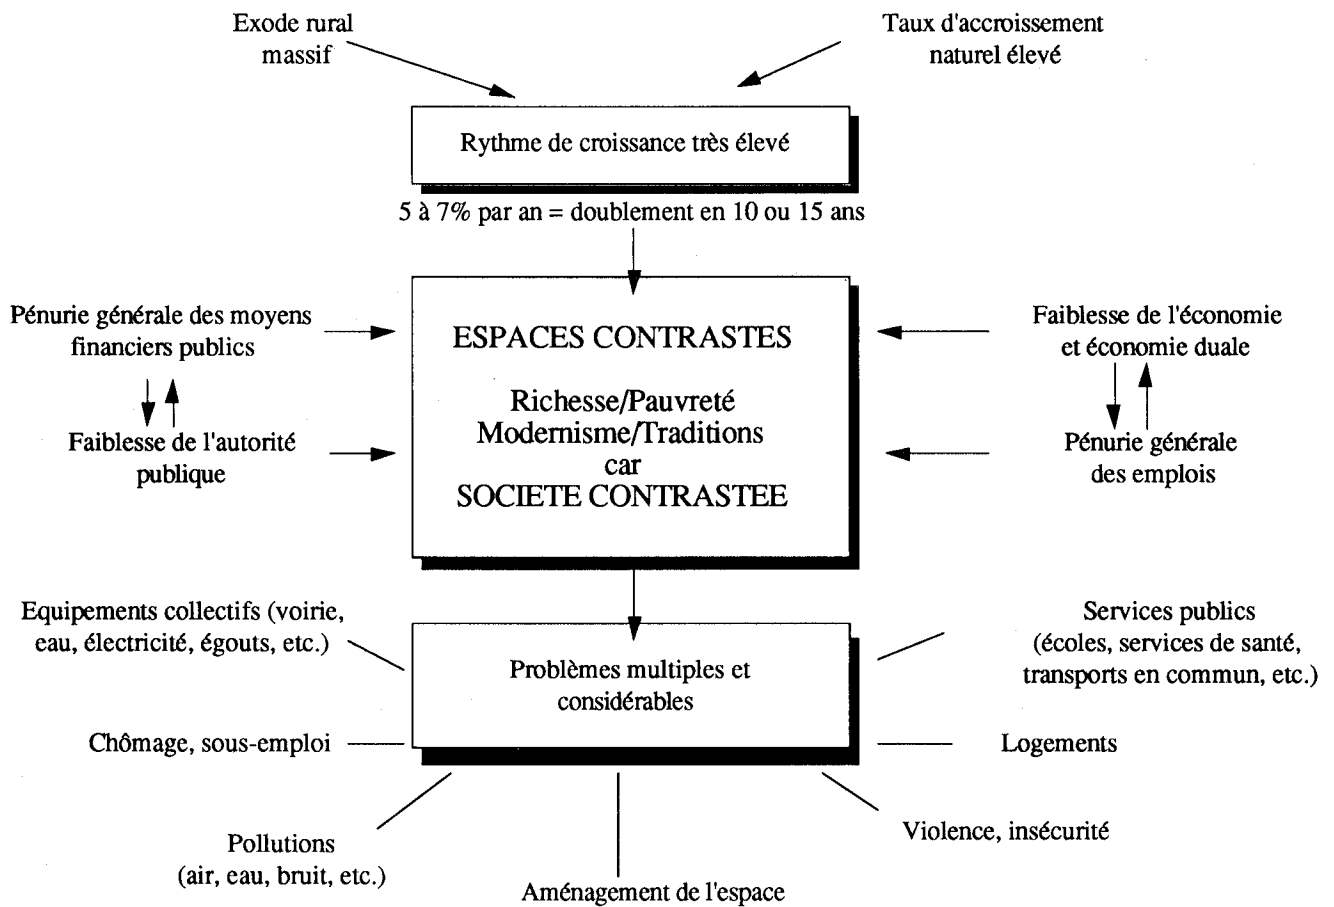 Exode rural
massif
Taux d'accroissement
naturel élevé
Rythme de croissance très élevé
5 à 7% par an = doublement en 10 ou 15 ans
Pénurie générale des moyens
financiers publics
Faiblesse de l'autorité
publique
ESPACES CONTRASTES
Richesse/Pauvreté
Modernisme/Traditions
car
SOCIETE CONTRASTEE
Faiblesse de l'économie
et économie duale
Pénurie générale
des emplois
Equipements collectifs (voirie,
eau, électricité, égouts, etc.)
Problèmes multiples et
considérables
Services publics
(écoles, services de santé,
transports en commun, etc.)
Chômage, sous-emploi
Logements
Pollutions
(air, eau, bruit, etc.)
Aménagement de l'espace
Violence, insécurité